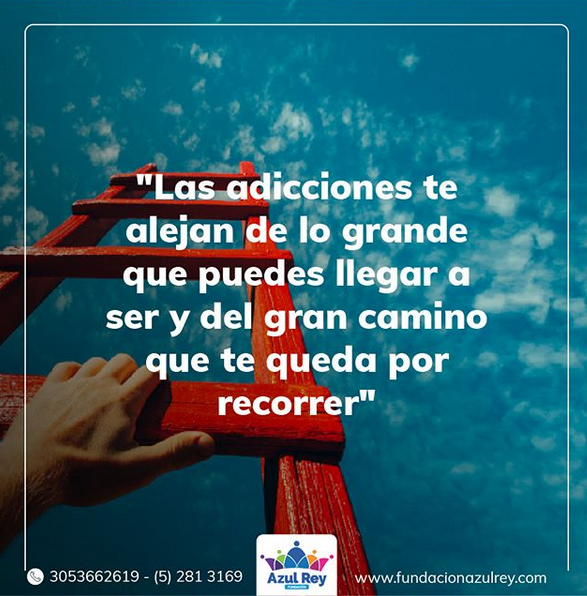 "Las adicciones te
alejan de lo grande
que puedes llegar a
ser y del gran camino
que te queda por
recorrer"
3053662619 - (5) 281 3169
Azul Rey
FUNDACIÓN
www.fundacionazulrey.com